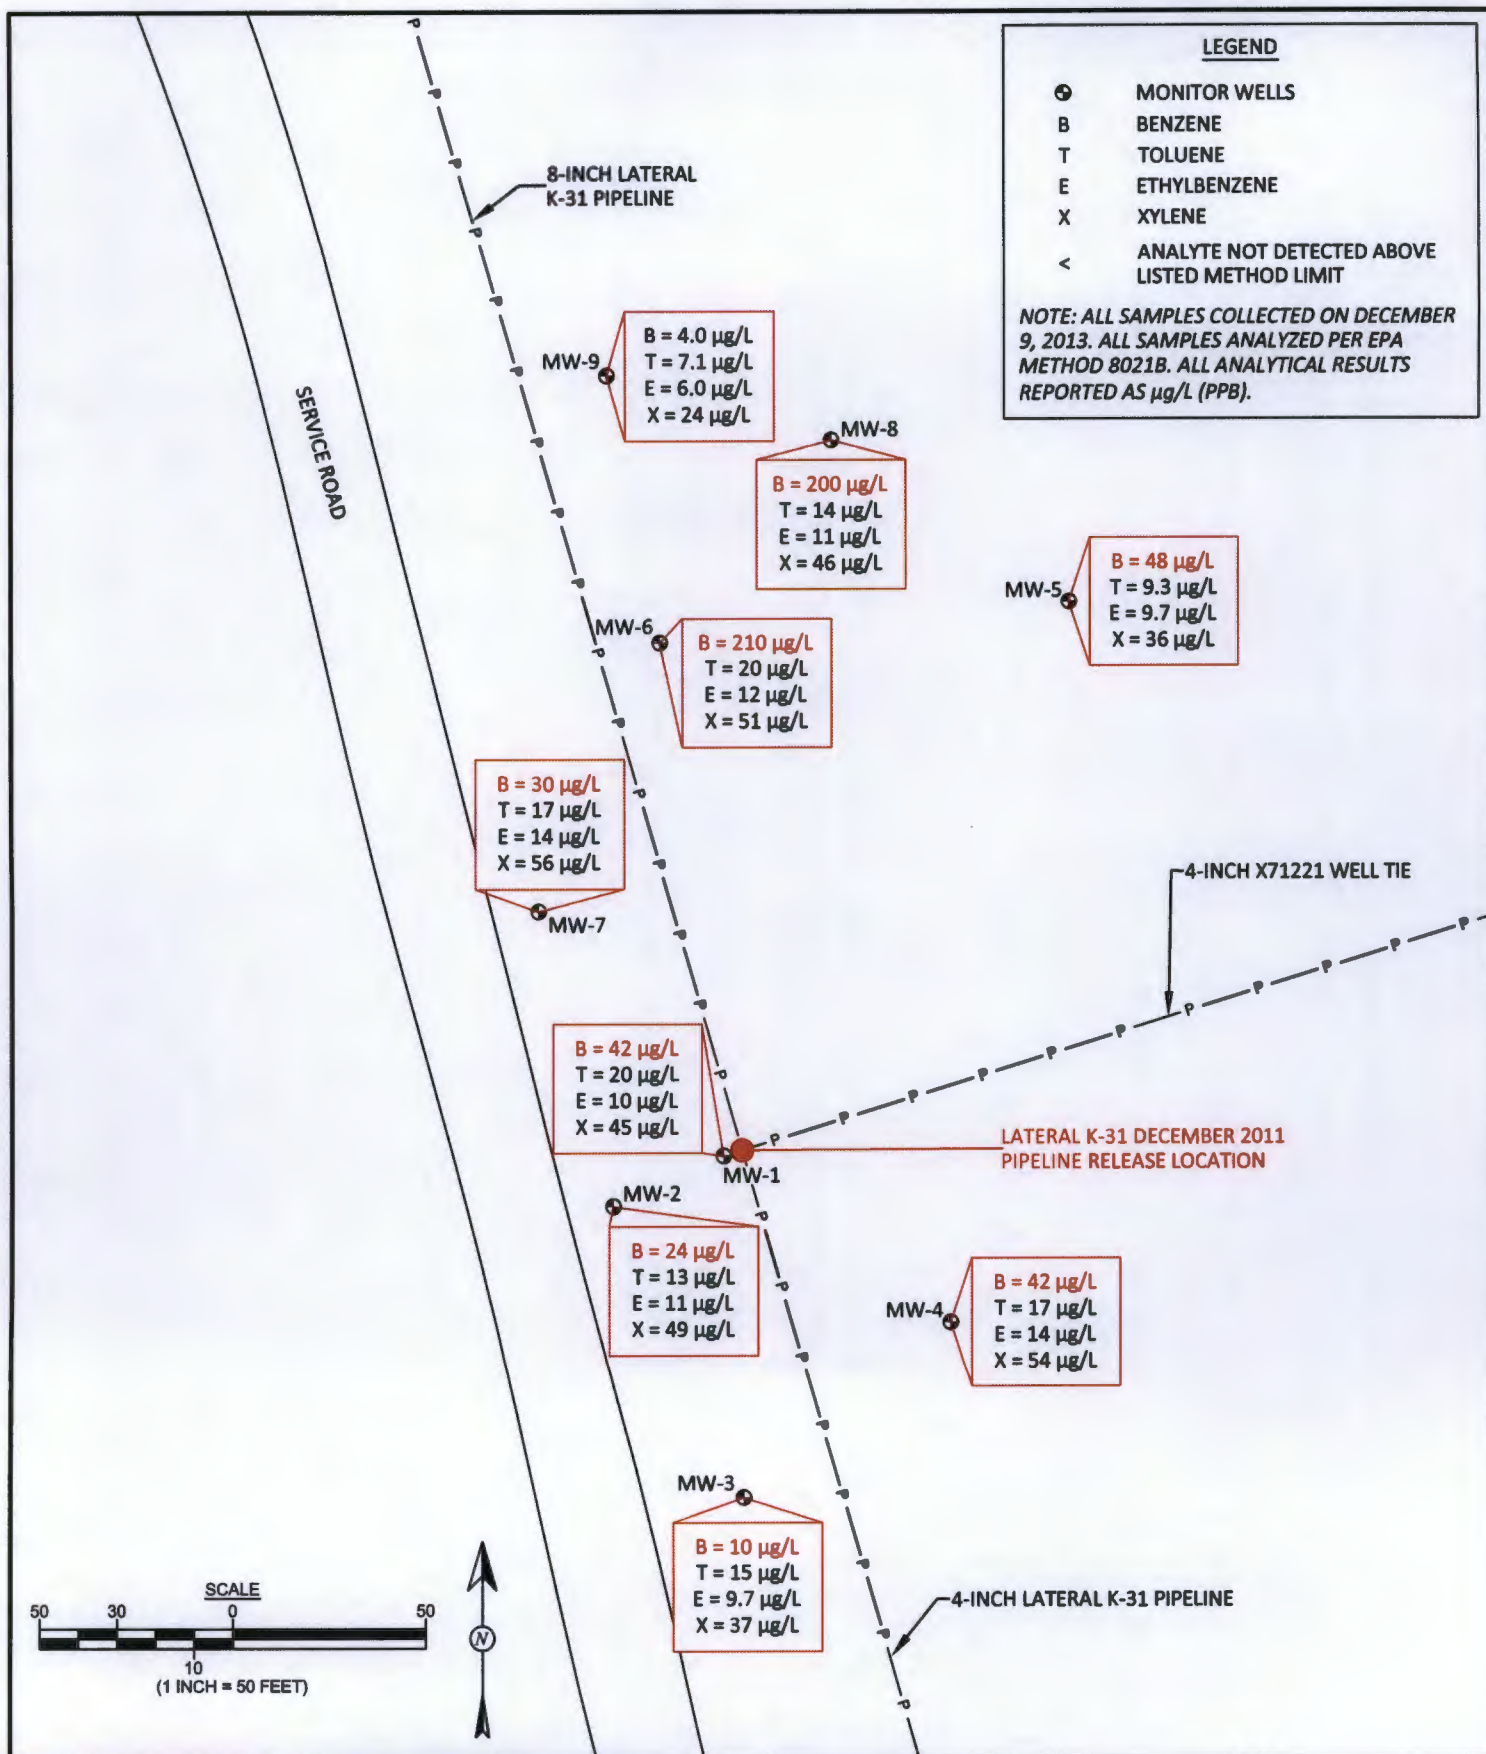 LEGEND
MONITOR WELLS
B BENZENE
T TOLUENE
E ETHYLBENZENE
X XYLENE
< ANALYTE NOT DETECTED ABOVE
LISTED METHOD LIMIT
NOTE: ALL SAMPLES COLLECTED ON DECEMBER
9, 2013. ALL SAMPLES ANALYZED PER EPA
METHOD 8021B. ALL ANALYTICAL RESULTS
REPORTED AS µg/L (PPB).
8-INCH LATERAL
K-31 PIPELINE
SERVICE ROAD
MW-9
B = 4.0 µg/L
T = 7.1 µg/L
E = 6.0 µg/L
X = 24 µg/L
MW-8
B = 200 µg/L
T = 14 µg/L
E = 11 µg/L
X = 46 µg/L
MW-5
B = 48 µg/L
T = 9.3 µg/L
E = 9.7 µg/L
X = 36 µg/L
MW-6
B = 210 µg/L
T = 20 µg/L
E = 12 µg/L
X = 51 µg/L
B = 30 µg/L
T = 17 µg/L
E = 14 µg/L
X = 56 µg/L
MW-7
4-INCH X71221 WELL TIE
B = 42 µg/L
T = 20 µg/L
E = 10 µg/L
X = 45 µg/L
MW-1
LATERAL K-31 DECEMBER 2011
PIPELINE RELEASE LOCATION
MW-2
B = 24 µg/L
T = 13 µg/L
E = 11 µg/L
X = 49 µg/L
MW-4
B = 42 µg/L
T = 17 µg/L
E = 14 µg/L
X = 54 µg/L
MW-3
B = 10 µg/L
T = 15 µg/L
E = 9.7 µg/L
X = 37 µg/L
4-INCH LATERAL K-31 PIPELINE
SCALE
50 30 0 50
10
(1 INCH = 50 FEET)
N
P P P P P P P P P P P P P P P P P P P P P P P P P
P P P P P P P P P P P